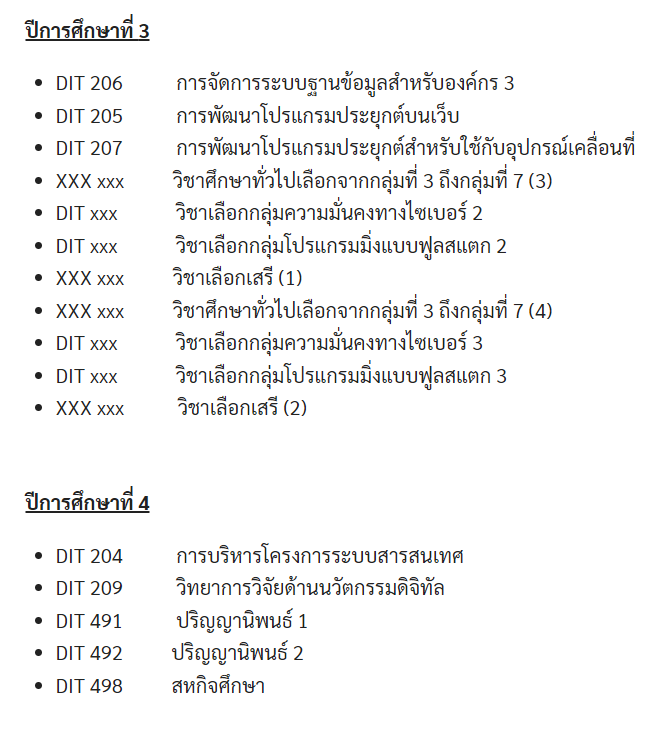 ปีการศึกษาที่ 3
DIT 206 การจัดการระบบฐานข้อมูลสำหรับองค์กร 3
DIT 205 การพัฒนาโปรแกรมประยุกต์บนเว็บ
DIT 207 การพัฒนาโปรแกรมประยุกต์สำหรับใช้กับอุปกรณ์เคลื่อนที่
XXX xxx วิชาศึกษาทั่วไปเลือกจากกลุ่มที่ 3 ถึงกลุ่มที่ 7 (3)
DIT xxx วิชาเลือกกลุ่มความมั่นคงทางไซเบอร์ 2
DIT xxx วิชาเลือกกลุ่มโปรแกรมมิ่งแบบฟูลสแตก 2
XXX xxx วิชาเลือกเสรี (1)
XXX xxx วิชาศึกษาทั่วไปเลือกจากกลุ่มที่ 3 ถึงกลุ่มที่ 7 (4)
DIT xxx วิชาเลือกกลุ่มความมั่นคงทางไซเบอร์ 3
DIT xxx วิชาเลือกกลุ่มโปรแกรมมิ่งแบบฟูลสแตก 3
XXX xxx วิชาเลือกเสรี (2)
ปีการศึกษาที่ 4
DIT 204 การบริหารโครงการระบบสารสนเทศ
DIT 209 วิทยาการวิจัยด้านนวัตกรรมดิจิทัล
DIT 491 ปริญญานิพนธ์ 1
DIT 492 ปริญญานิพนธ์ 2
DIT 498 สหกิจศึกษา